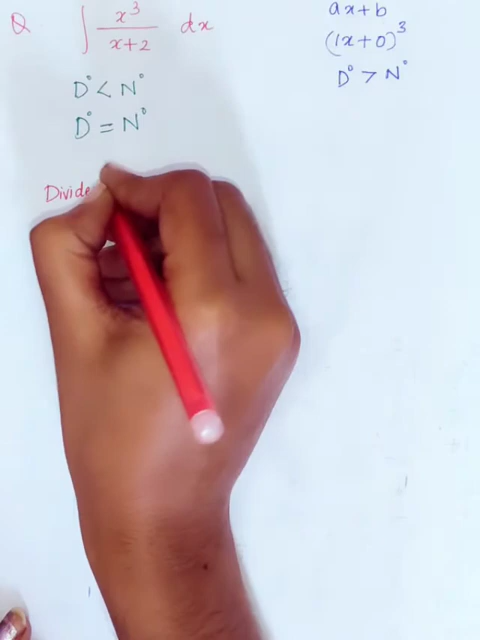 Q ∫ x³/(x+2) dx
D° < N°
D° = N°
Divide
ax+b
(1x+0)³
D° > N°